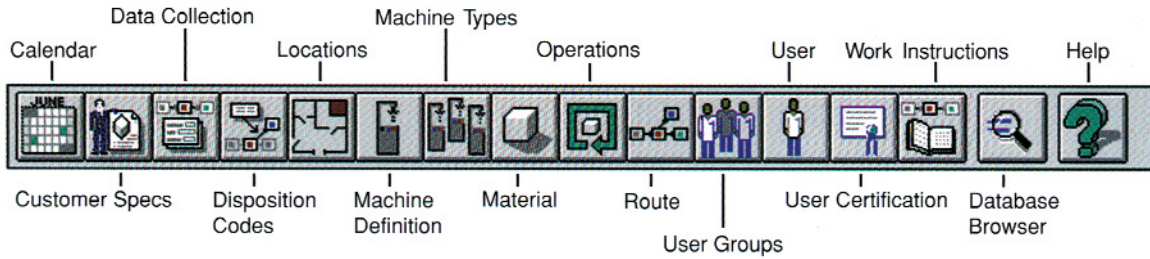 Data Collection
Machine Types
Calendar
Locations
Operations
User
Work Instructions
Help
JUNE
Customer Specs
Disposition
Codes
Machine
Definition
Material
Route
User Certification
Database
Browser
User Groups